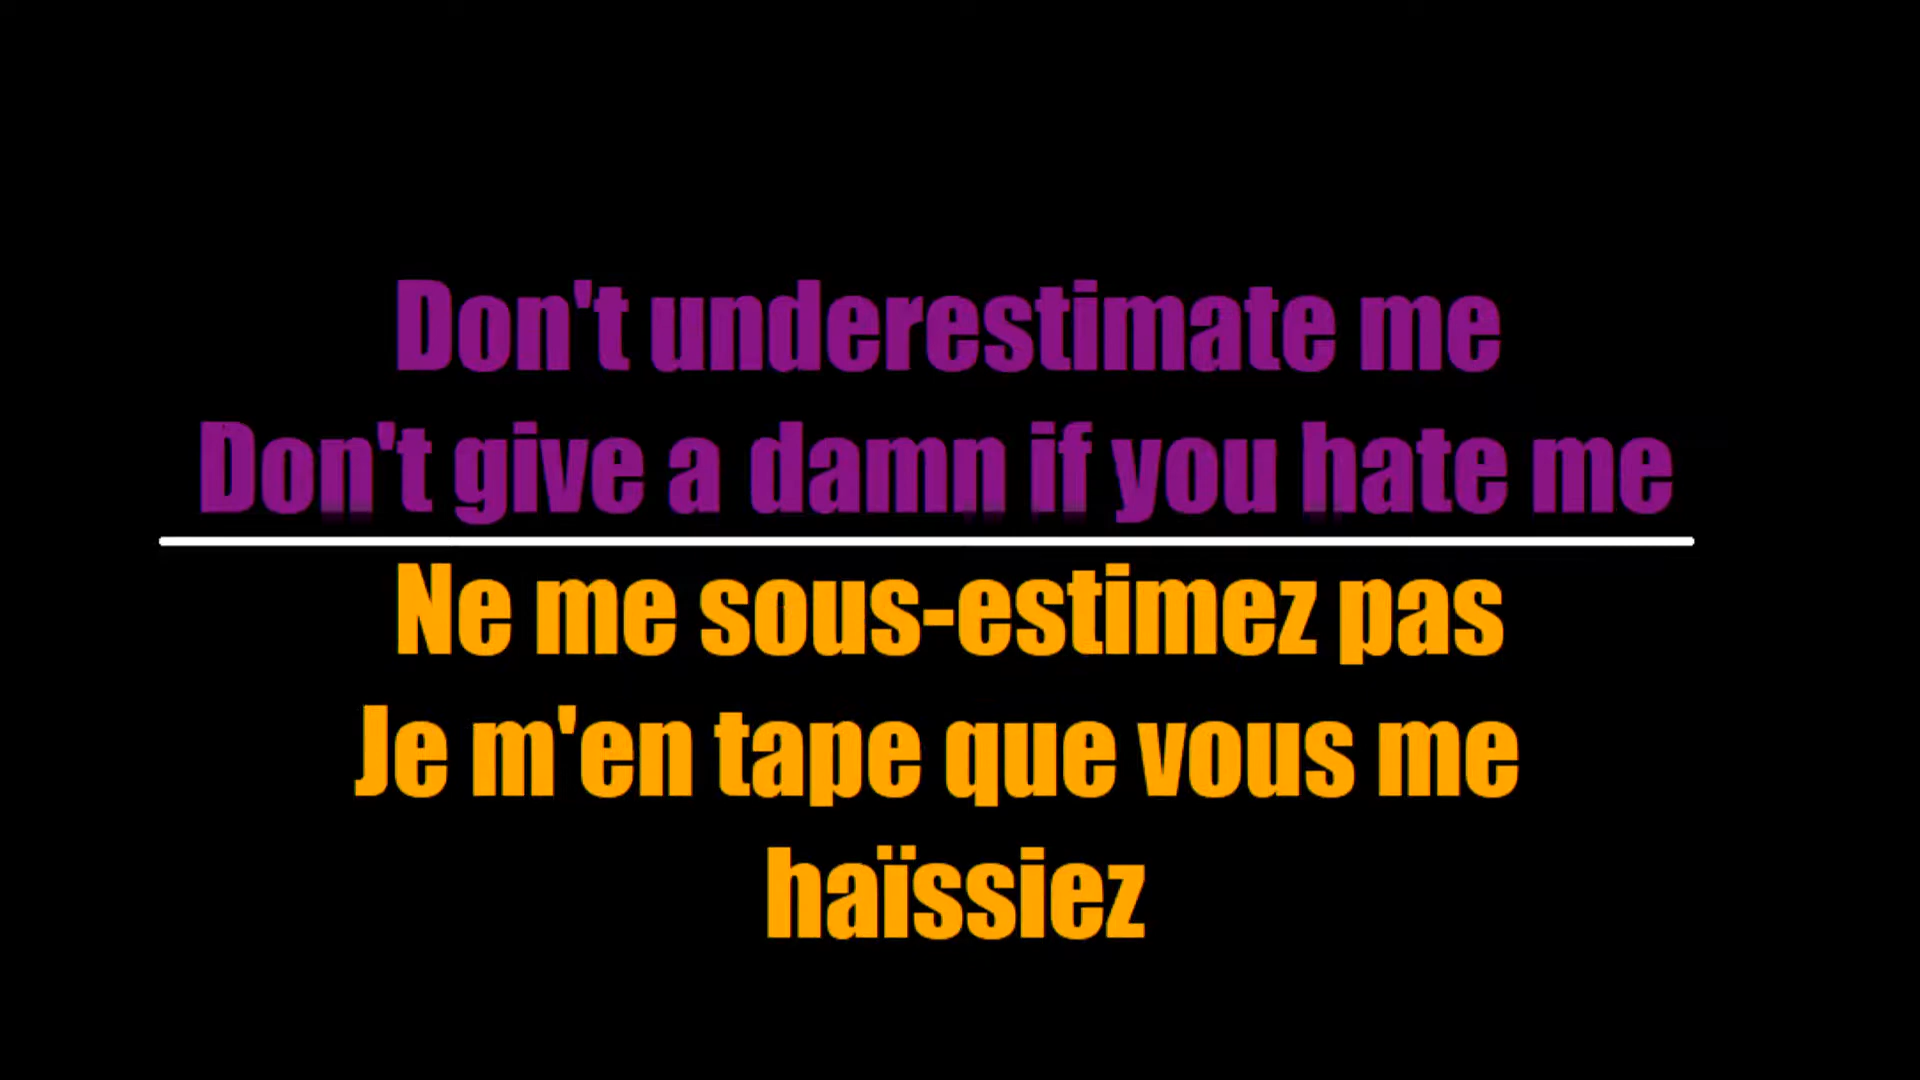 Don't underestimate me
Don't give a damn if you hate me
Ne me sous-estimez pas
Je m'en tape que vous me
haïssiez